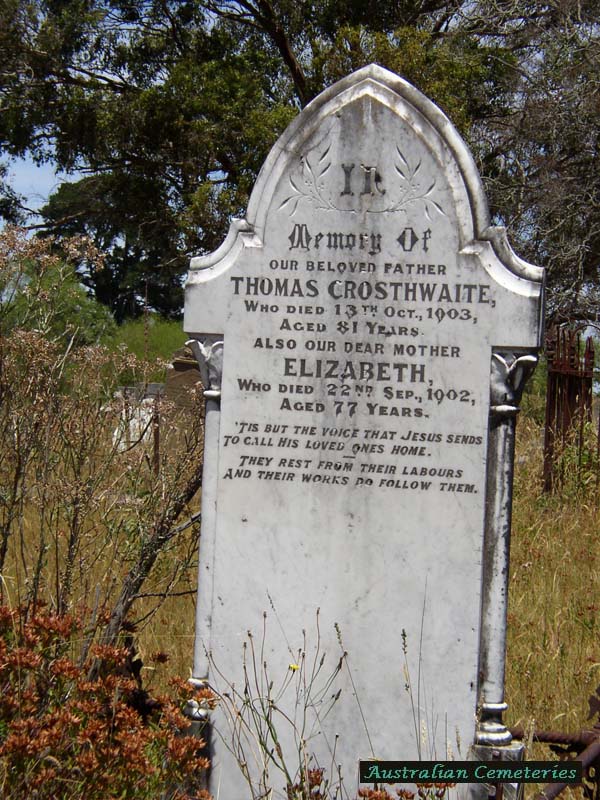 IN
Memory Of
OUR BELOVED FATHER
THOMAS CROSTHWAITE,
WHO DIED 13TH OCT., 1903,
AGED 81 YEARS.
ALSO OUR DEAR MOTHER
ELIZABETH,
WHO DIED 22ND SEP., 1902,
AGED 77 YEARS.
'TIS BUT THE VOICE THAT JESUS SENDS
TO CALL HIS LOVED ONES HOME.
THEY REST FROM THEIR LABOURS
AND THEIR WORKS DO FOLLOW THEM.
Australian Cemeteries